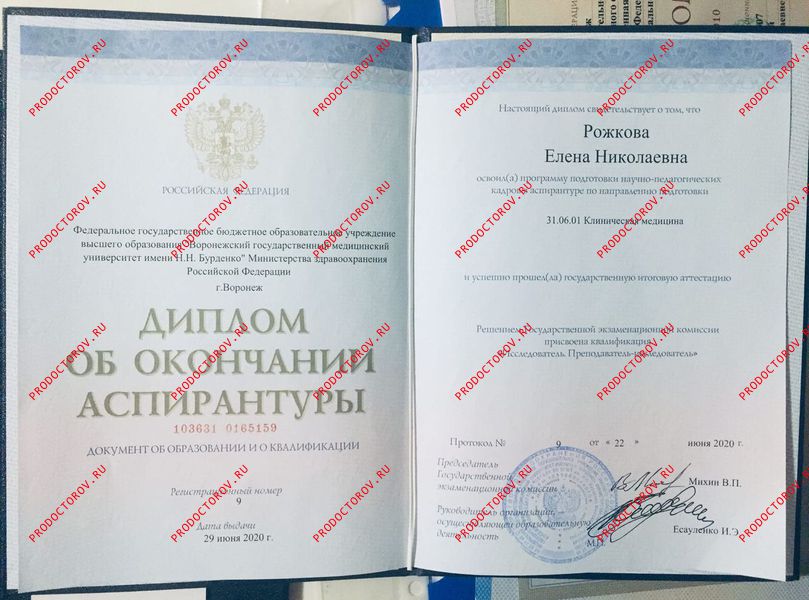 РОССИЙСКАЯ ФЕДЕРАЦИЯ
Федеральное государственное бюджетное образовательное учреждение
высшего образования "Воронежский государственный медицинский
университет имени Н.Н. Бурденко" Министерства здравоохранения
Российской Федерации
г.Воронеж
ДИПЛОМ
ОБ ОКОНЧАНИИ
АСПИРАНТУРЫ
103631 0165159
ДОКУМЕНТ ОБ ОБРАЗОВАНИИ И О КВАЛИФИКАЦИИ
Регистрационный номер
9
Дата выдачи
29 июня 2020 г.
Настоящий диплом свидетельствует о том, что
Рожкова
Елена Николаевна
освоил(а) программу подготовки научно-педагогических
кадров в аспирантуре по направлению подготовки
31.06.01 Клиническая медицина
и успешно прошел(ла) государственную итоговую аттестацию
Решением Государственной экзаменационной комиссии
присвоена квалификация
«Исследователь. Преподаватель-исследователь»
Протокол № 9 от « 22 » июня 2020 г.
Председатель
Государственной
экзаменационной комиссии
Михин В.П.
Руководитель организации,
осуществляющей образовательную
деятельность
Есауленко И.Э.
М.П.
PRODOCTOROV.RU